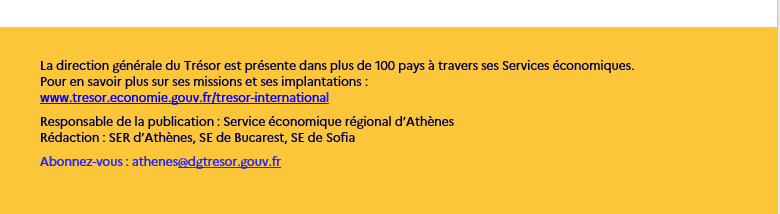 La direction générale du Trésor est présente dans plus de 100 pays à travers ses Services économiques.
Pour en savoir plus sur ses missions et ses implantations :
www.tresor.economie.gouv.fr/tresor-international
Responsable de la publication : Service économique régional d’Athènes
Rédaction : SER d’Athènes, SE de Bucarest, SE de Sofia
Abonnez-vous : athenes@dgtresor.gouv.fr